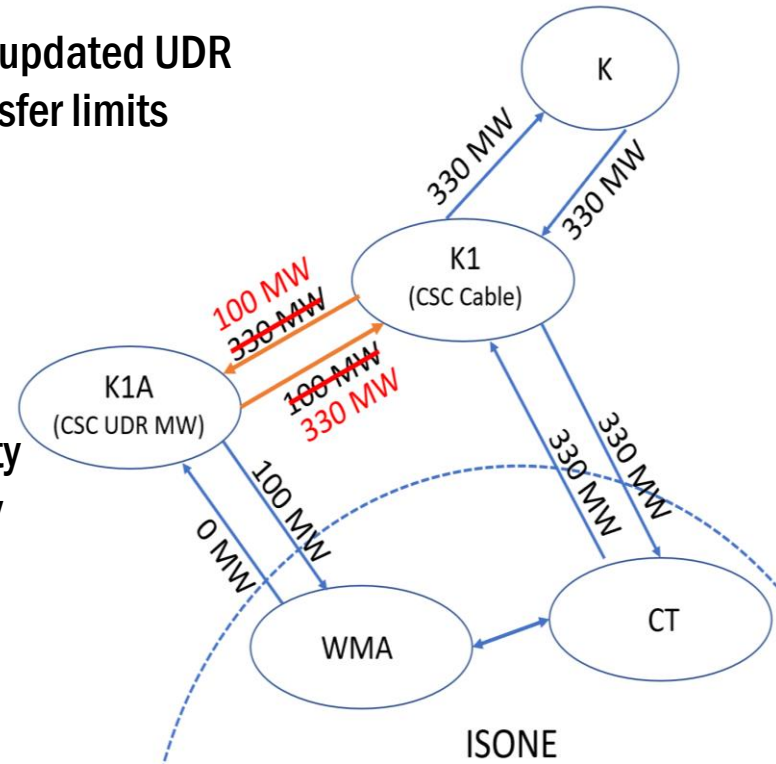 updated UDR
sfer limits
K
330 MW
330 MW
K1
(CSC Cable)
100 MW
330 MW
100 MW
330 MW
K1A
(CSC UDR MW)
ty
y
330 MW
330 MW
100 MW
0 MW
WMA
CT
ISONE